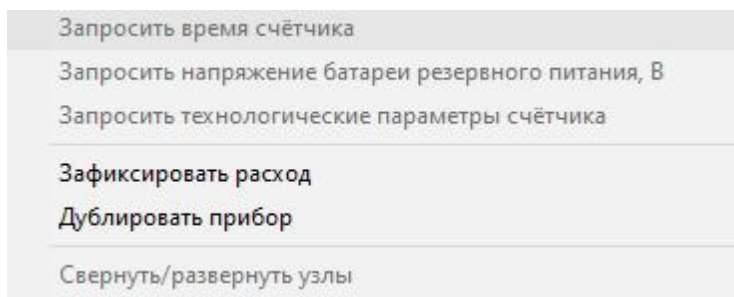 Запросить время счётчика
Запросить напряжение батареи резервного питания, В
Запросить технологические параметры счётчика
Зафиксировать расход
Дублировать прибор
Свернуть/развернуть узлы